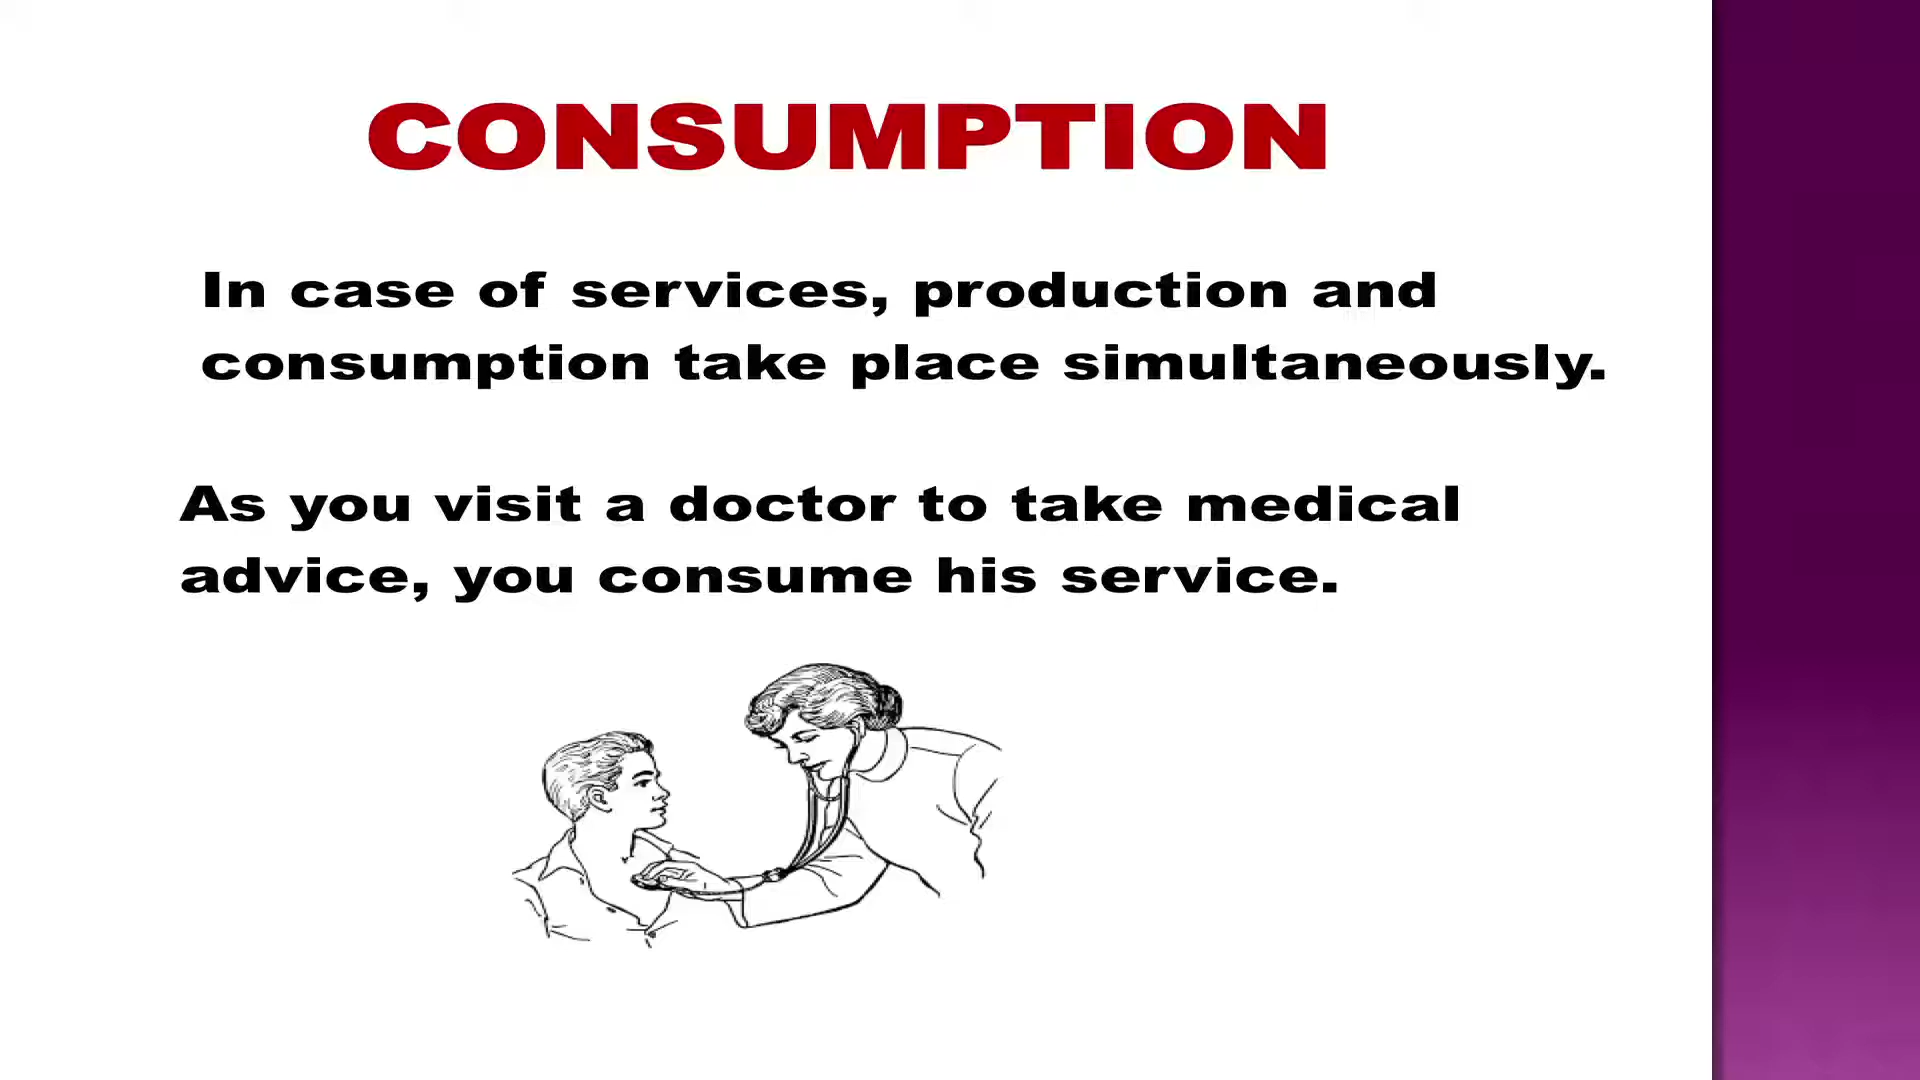 CONSUMPTION
In case of services, production and
consumption take place simultaneously.
As you visit a doctor to take medical
advice, you consume his service.